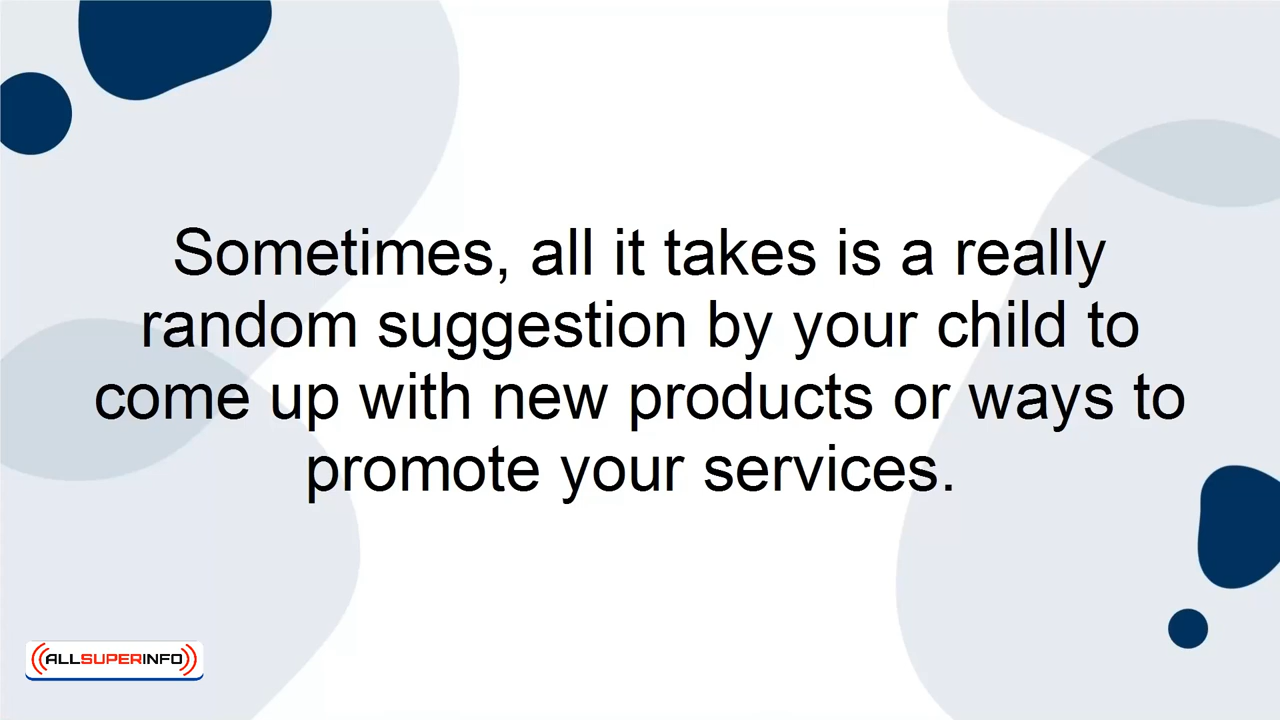 Sometimes, all it takes is a really
random suggestion by your child to
come up with new products or ways to
promote your services.
ALLSUPERINFO